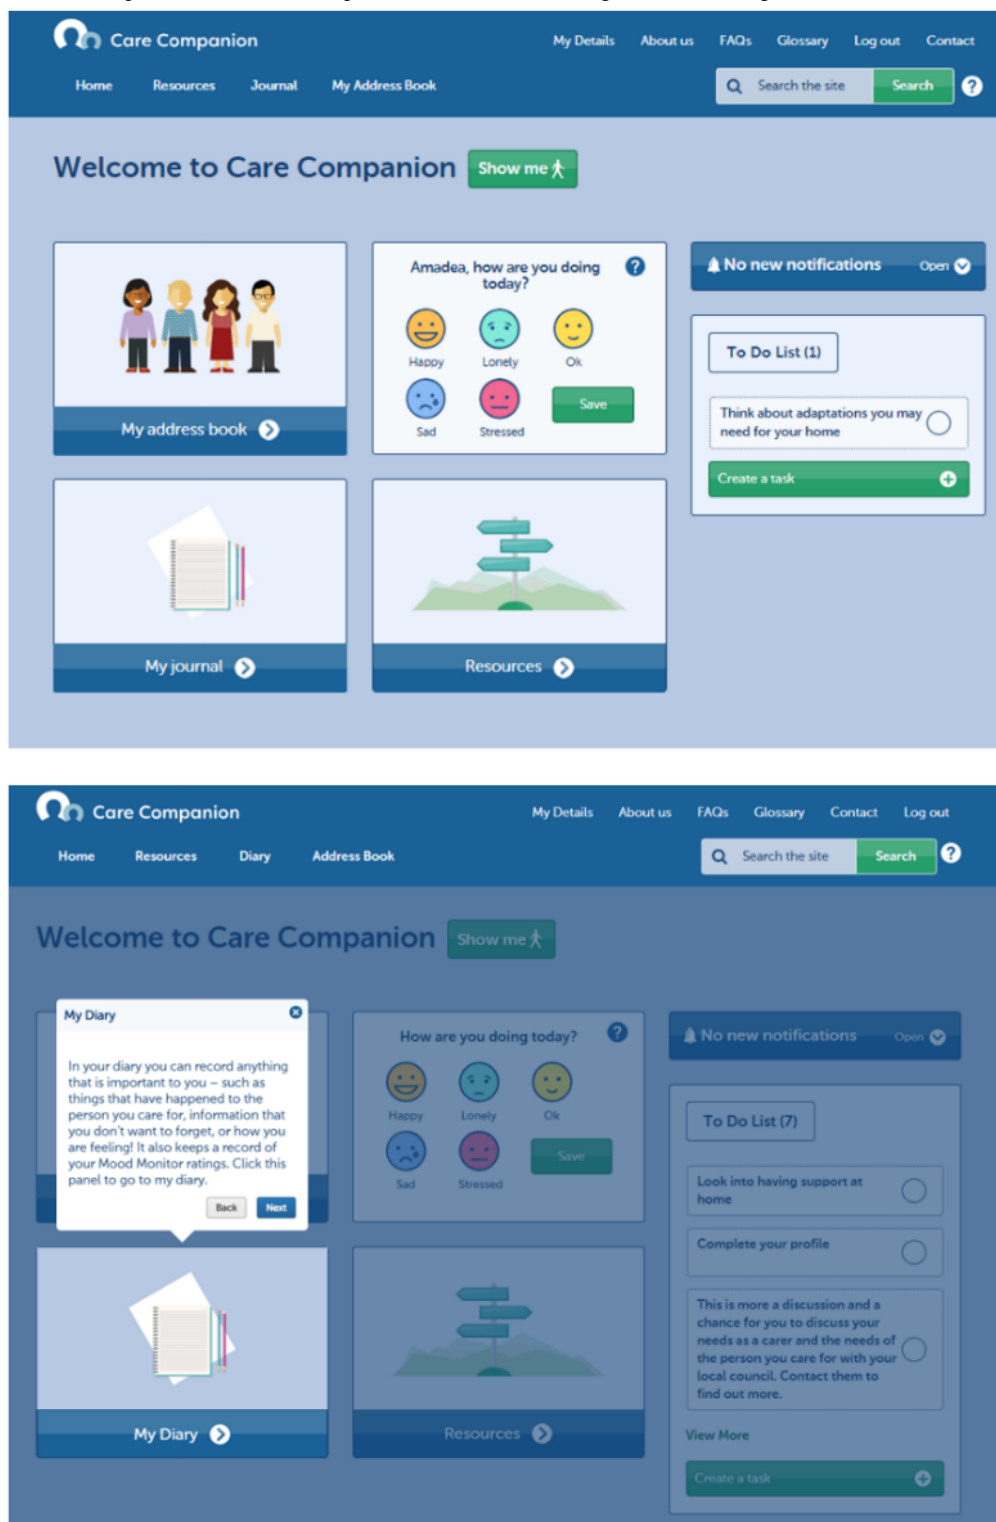 Care Companion
My Details About us FAQs Glossary Log out Contact
Home Resources Journal My Address Book
Search the site Search ?
Welcome to Care Companion Show me
Amadea, how are you doing
today?
?
Happy Lonely Ok
Sad Stressed
Save
My address book
No new notifications Open
To Do List (1)
Think about adaptations you may
need for your home
Create a task
My journal
Resources
Care Companion
My Details About us FAQs Glossary Contact Log out
Home Resources Diary Address Book
Search the site Search ?
Welcome to Care Companion Show me
My Diary
In your diary you can record anything
that is important to you – such as
things that have happened to the
person you care for, information that
you don't want to forget, or how you
are feeling! It also keeps a record of
your Mood Monitor ratings. Click this
panel to go to my diary.
Back Next
How are you doing today? ?
Happy Lonely Ok
Sad Stressed
Save
No new notifications Open
To Do List (7)
Look into having support at
home
Complete your profile
This is more a discussion and a
chance for you to discuss your
needs as a carer and the needs of
the person you care for with your
local council. Contact them to
find out more.
View More
Create a task
My Diary
Resources